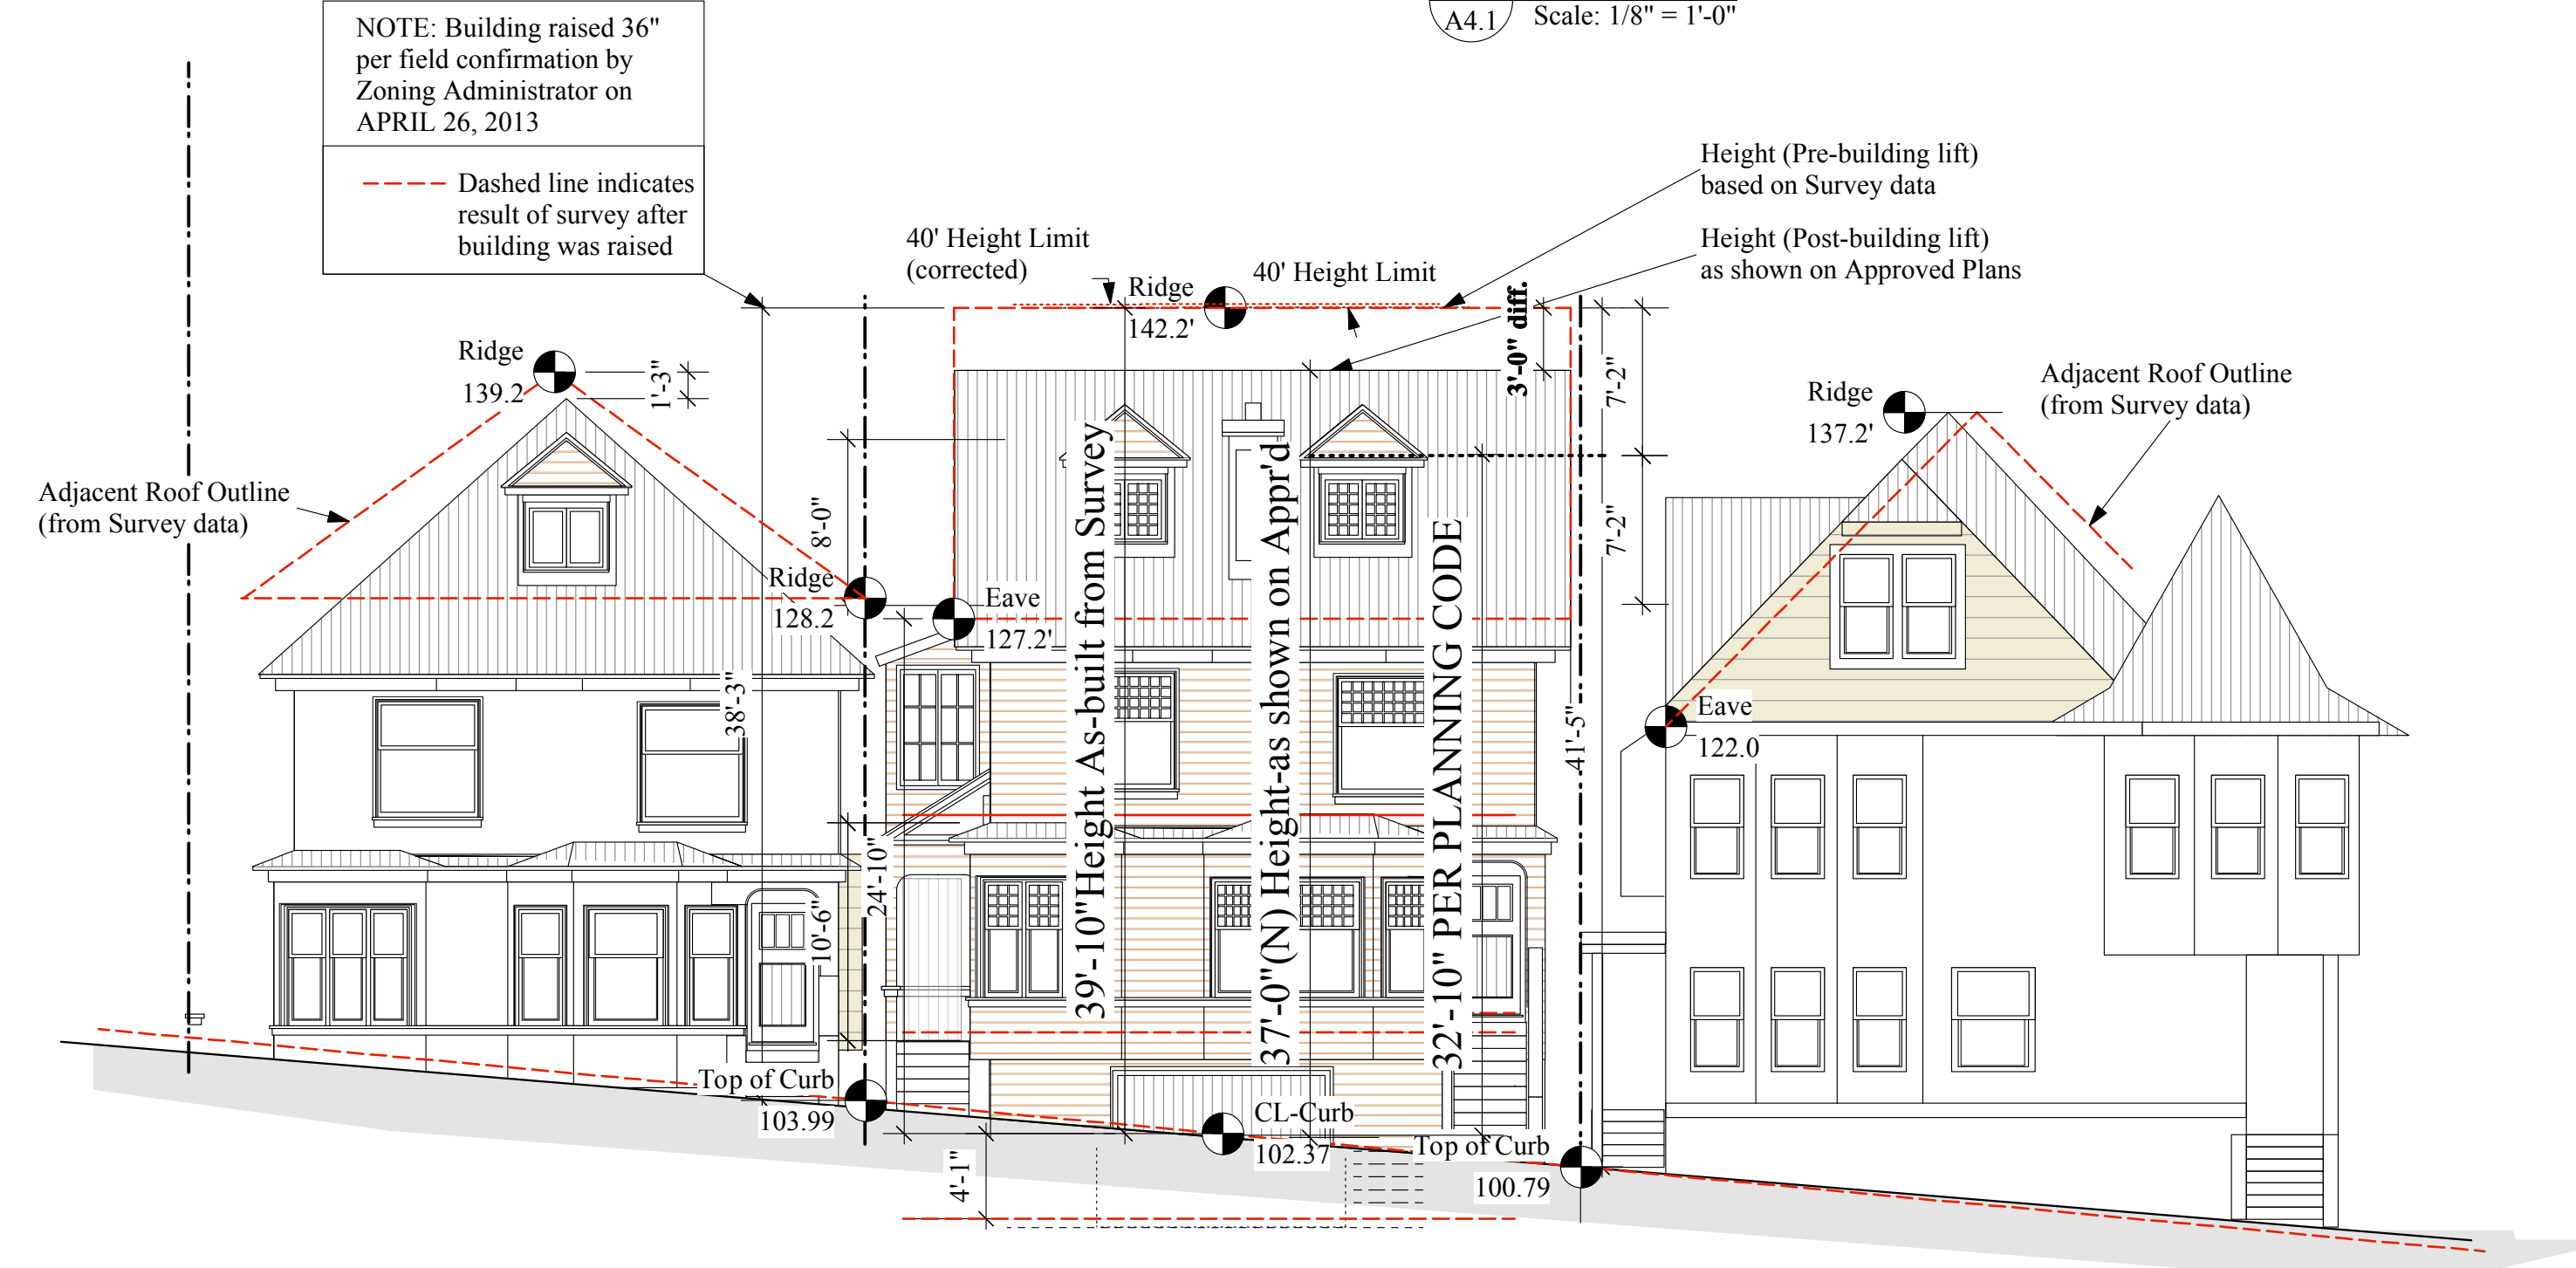 NOTE: Building raised 36"
per field confirmation by
Zoning Administrator on
APRIL 26, 2013
Dashed line indicates
result of survey after
building was raised
A4.1
Scale: 1/8" = 1'-0"
Height (Pre-building lift)
based on Survey data
Height (Post-building lift)
as shown on Approved Plans
40' Height Limit
(corrected)
40' Height Limit
Ridge
142.2'
3'-0" diff.
Ridge
139.2
1'-3"
7'-2"
7'-2"
Ridge
137.2'
Adjacent Roof Outline
(from Survey data)
Adjacent Roof Outline
(from Survey data)
8'-0"
Ridge
128.2
Eave
127.2'
38'-3"
41'-5"
Eave
122.0
24'-10"
10'-6"
39'-10"Height As-built from Survey
37'-0"(N) Height-as shown on Appr'd
32'-10" PER PLANNING CODE
Top of Curb
103.99
CL-Curb
102.37
Top of Curb
100.79
4'-1"